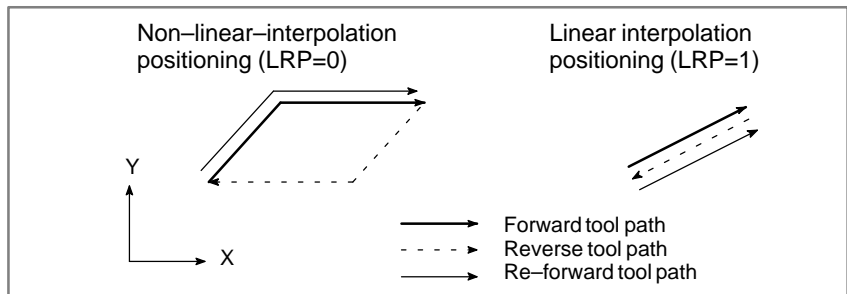 Non–linear–interpolation
positioning (LRP=0)
Linear interpolation
positioning (LRP=1)
Y
X
Forward tool path
Reverse tool path
Re–forward tool path